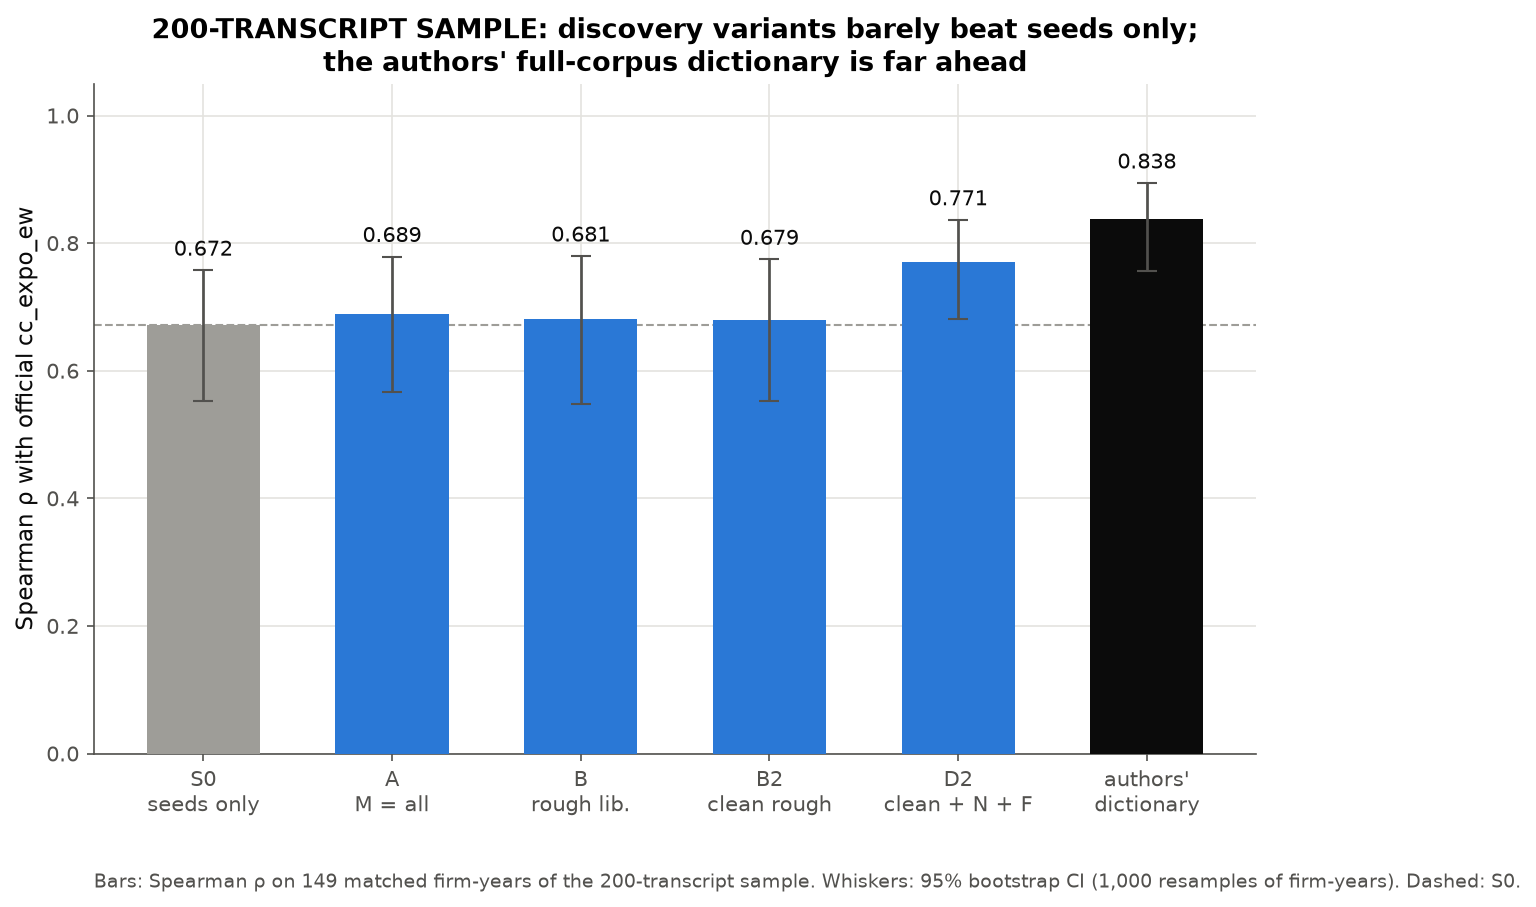 200-TRANSCRIPT SAMPLE: discovery variants barely beat seeds only;
the authors' full-corpus dictionary is far ahead
Spearman ρ with official cc_expo_ew
1.0
0.8
0.6
0.4
0.2
0.0
0.672
0.689
0.681
0.679
0.771
0.838
S0
seeds only
A
M = all
B
rough lib.
B2
clean rough
D2
clean + N + F
authors'
dictionary
Bars: Spearman ρ on 149 matched firm-years of the 200-transcript sample. Whiskers: 95% bootstrap CI (1,000 resamples of firm-years). Dashed: S0.